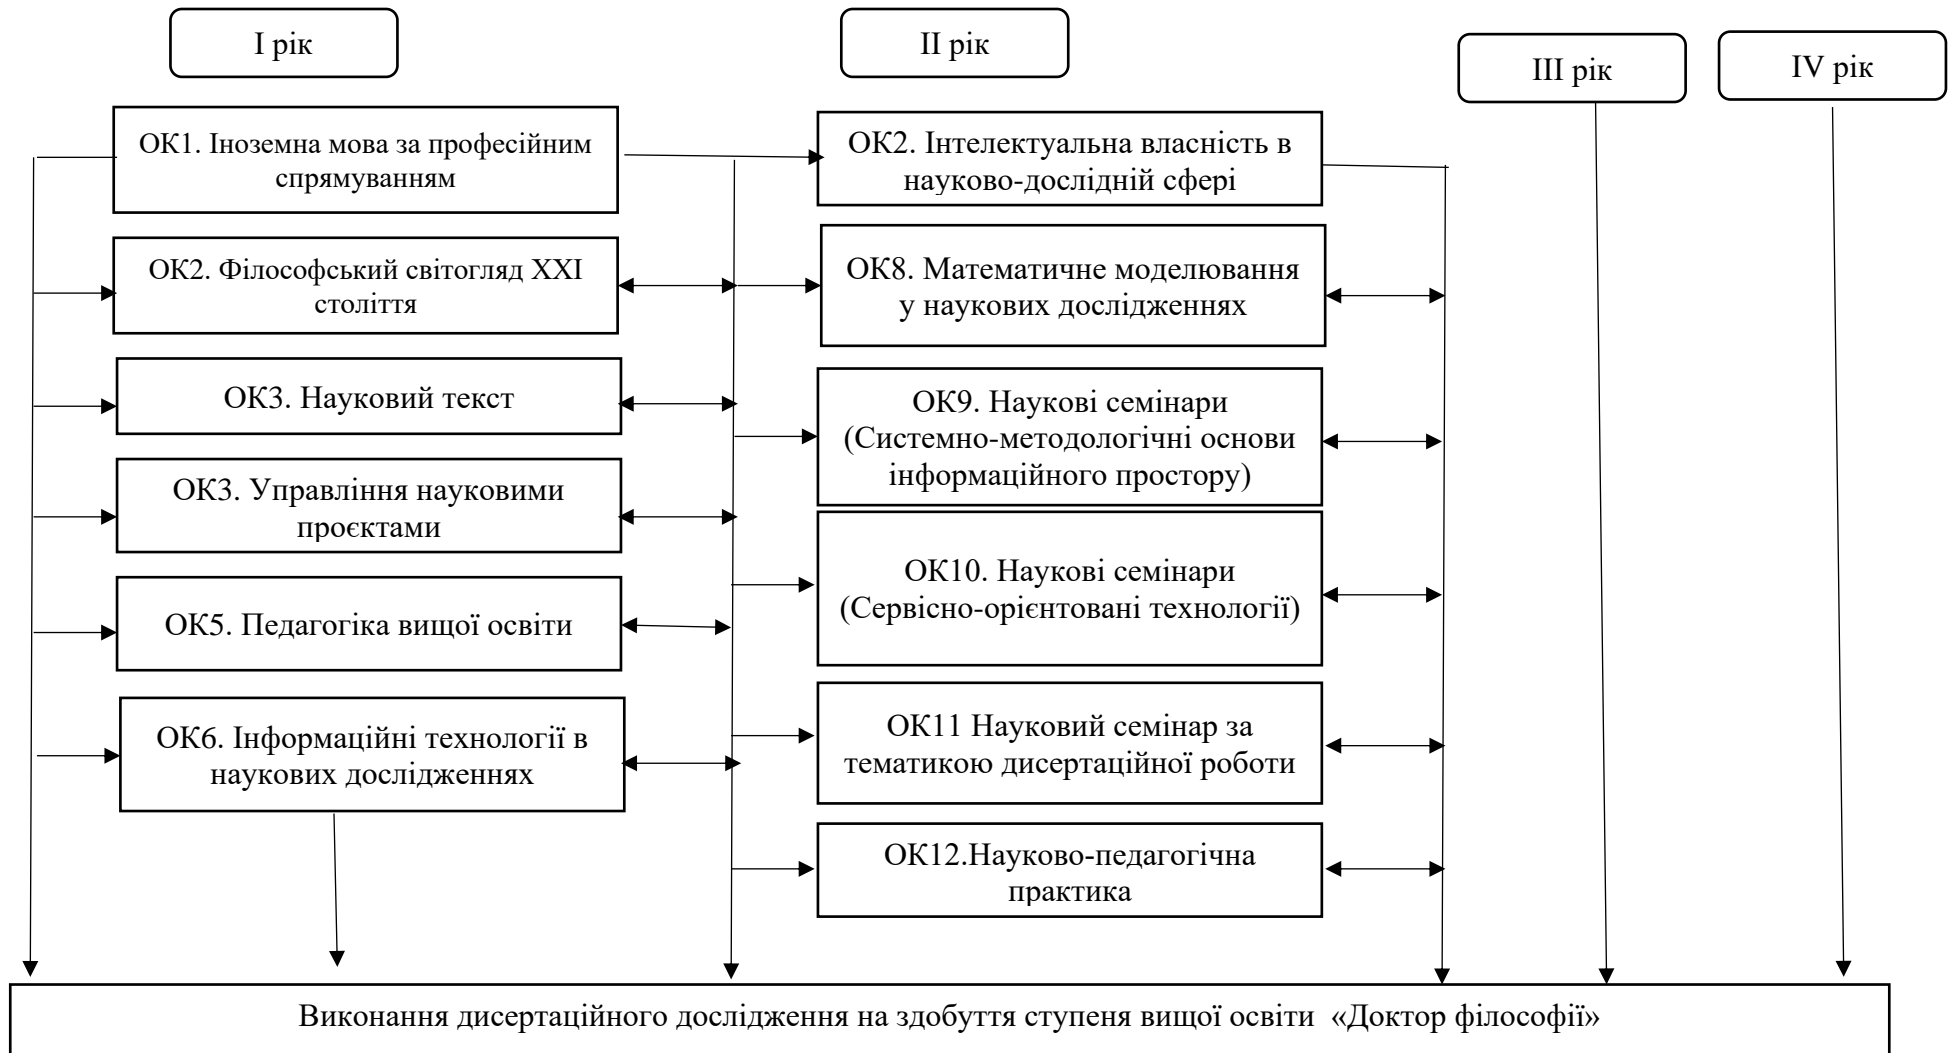 I рік
II рік
III рік
IV рік
ОК1. Іноземна мова за професійним
спрямуванням
ОК2. Філософський світогляд ХХІ
століття
ОК3. Науковий текст
ОК3. Управління науковими
проєктами
ОК5. Педагогіка вищої освіти
ОК6. Інформаційні технології в
наукових дослідженнях
ОК2. Інтелектуальна власність в
науково-дослідній сфері
ОК8. Математичне моделювання
у наукових дослідженнях
ОК9. Наукові семінари
(Системно-методологічні основи
інформаційного простору)
ОК10. Наукові семінари
(Сервісно-орієнтовані технології)
ОК11 Науковий семінар за
тематикою дисертаційної роботи
ОК12.Науково-педагогічна
практика
Виконання дисертаційного дослідження на здобуття ступеня вищої освіти «Доктор філософії»